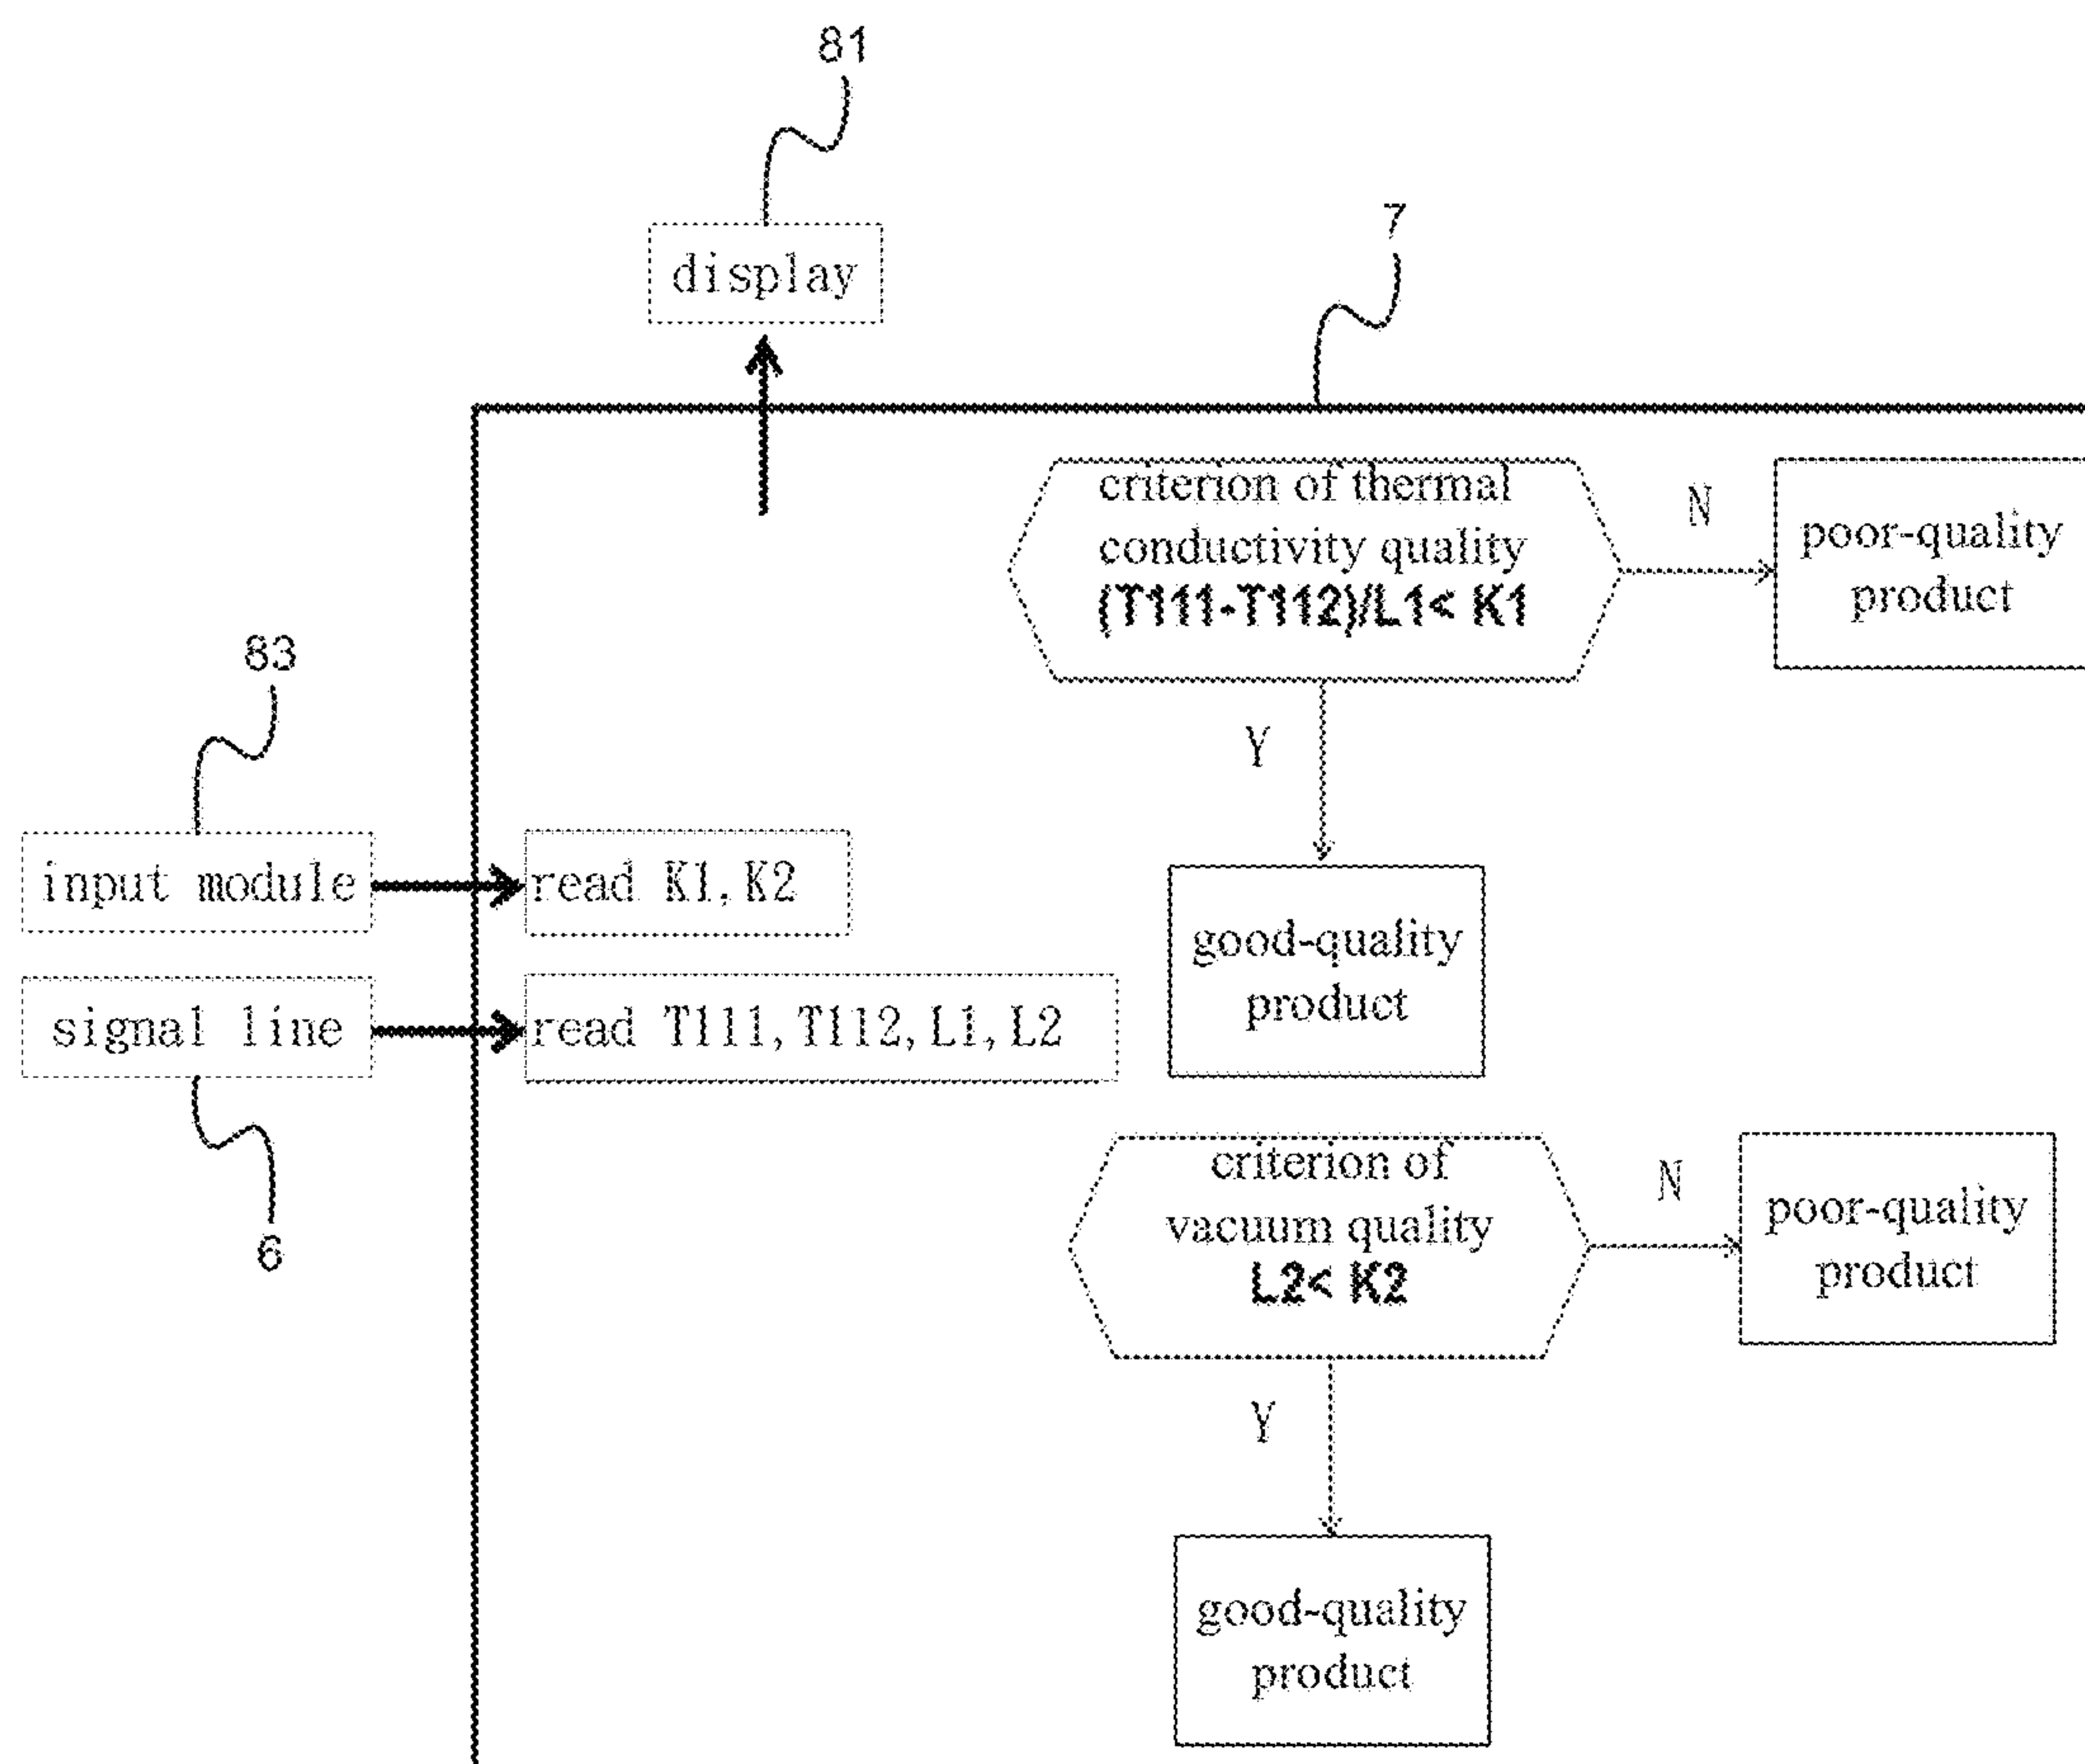 81
display
7
criterion of thermal
conductivity quality
(T111-T112)/L1< K1
N
poor-quality
product
Y
83
input module
read K1, K2
good-quality
product
signal line
read T111, T112, L1, L2
6
criterion of
vacuum quality
L2< K2
N
poor-quality
product
Y
good-quality
product